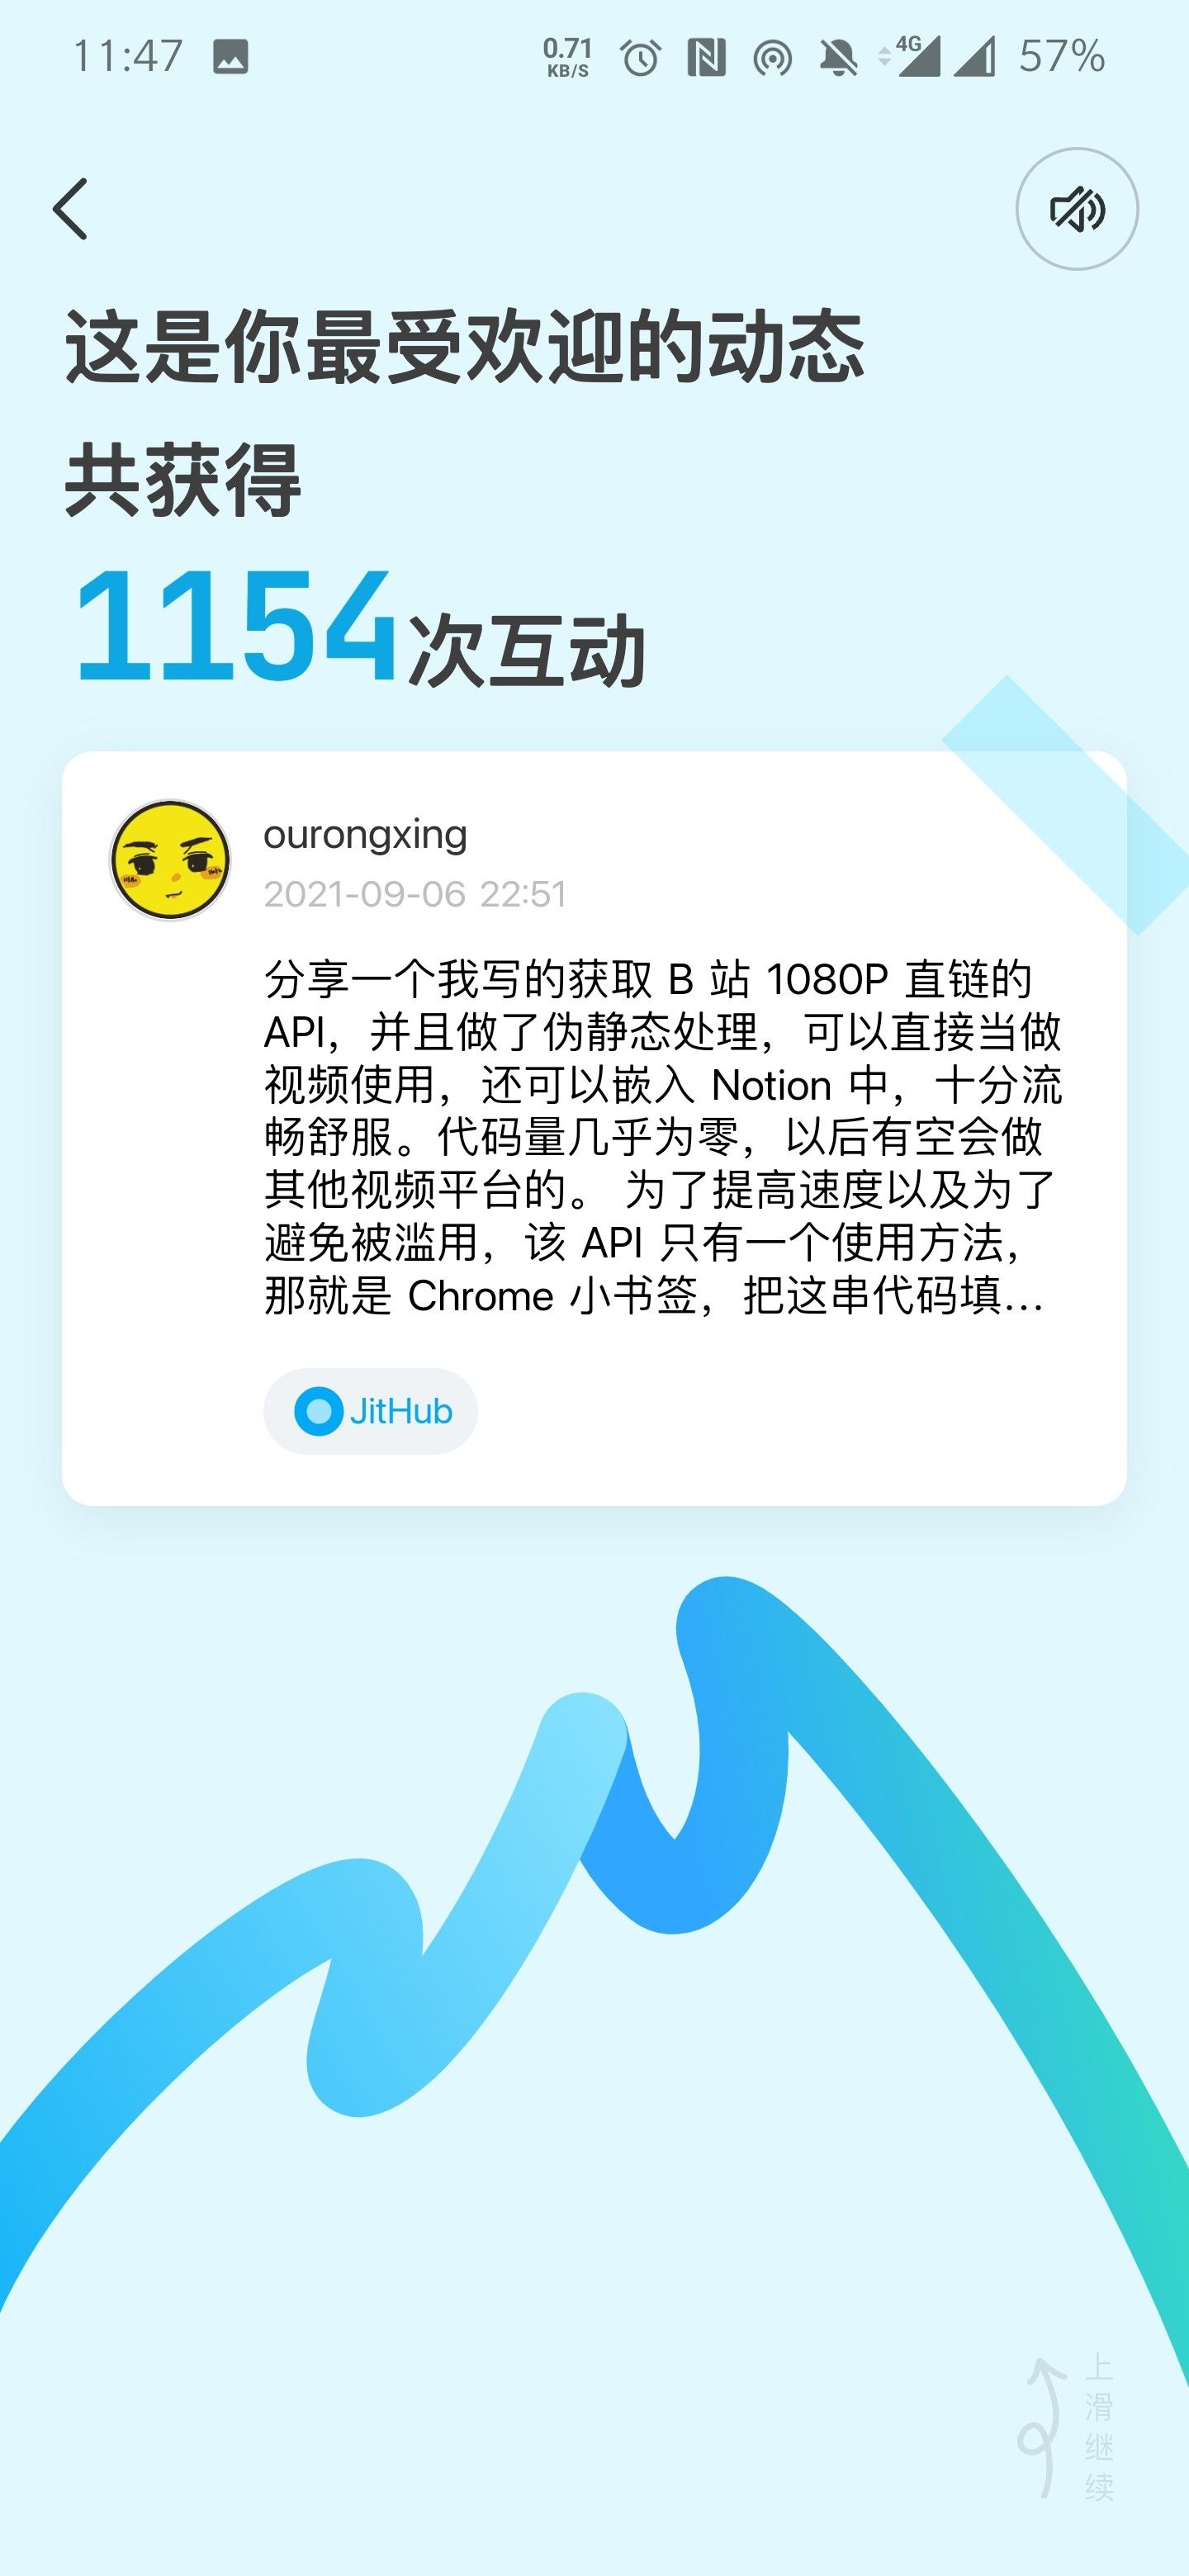 11:47
0.71
KB/S
4G
57%
这是你最受欢迎的动态
共获得
1154次互动
ourongxing
2021-09-06 22:51
分享一个我写的获取 B 站 1080P 直链的
API，并且做了伪静态处理，可以直接当做
视频使用，还可以嵌入 Notion 中，十分流
畅舒服。代码量几乎为零，以后有空会做
其他视频平台的。 为了提高速度以及为了
避免被滥用，该 API 只有一个使用方法，
那就是 Chrome 小书签，把这串代码填...
JitHub
上滑继续